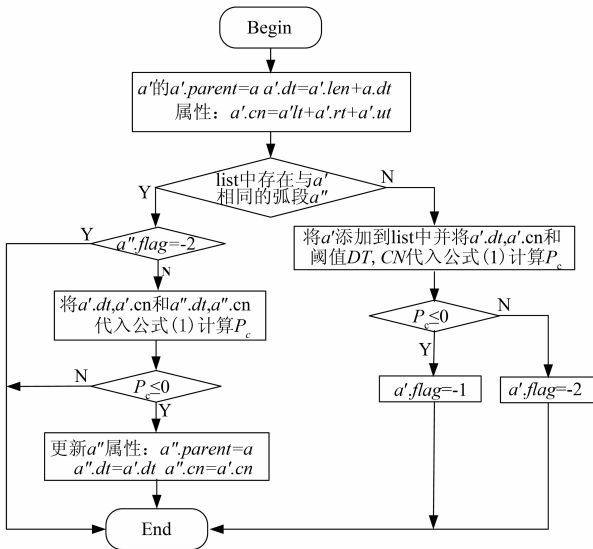 Begin
a′的a′.parent=a a′.dt=a′.len+a.dt
属性：a′.cn=a′lt+a′.rt+a′.ut
list中存在与a′
相同的弧段a″
Y
N
a″.flag=-2
Y
N
将a′添加到list中并将a′.dt,a′.cn和
阈值DT, CN代入公式(1)计算Pc
将a′.dt,a′.cn和a″.dt,a″.cn
代入公式(1)计算Pc
Pc≤0
N
Y
Pc≤0
N
Y
a′.flag=-1
a′.flag=-2
更新a″属性：a″.parent=a
a″.dt=a′.dt a″.cn=a′.cn
End